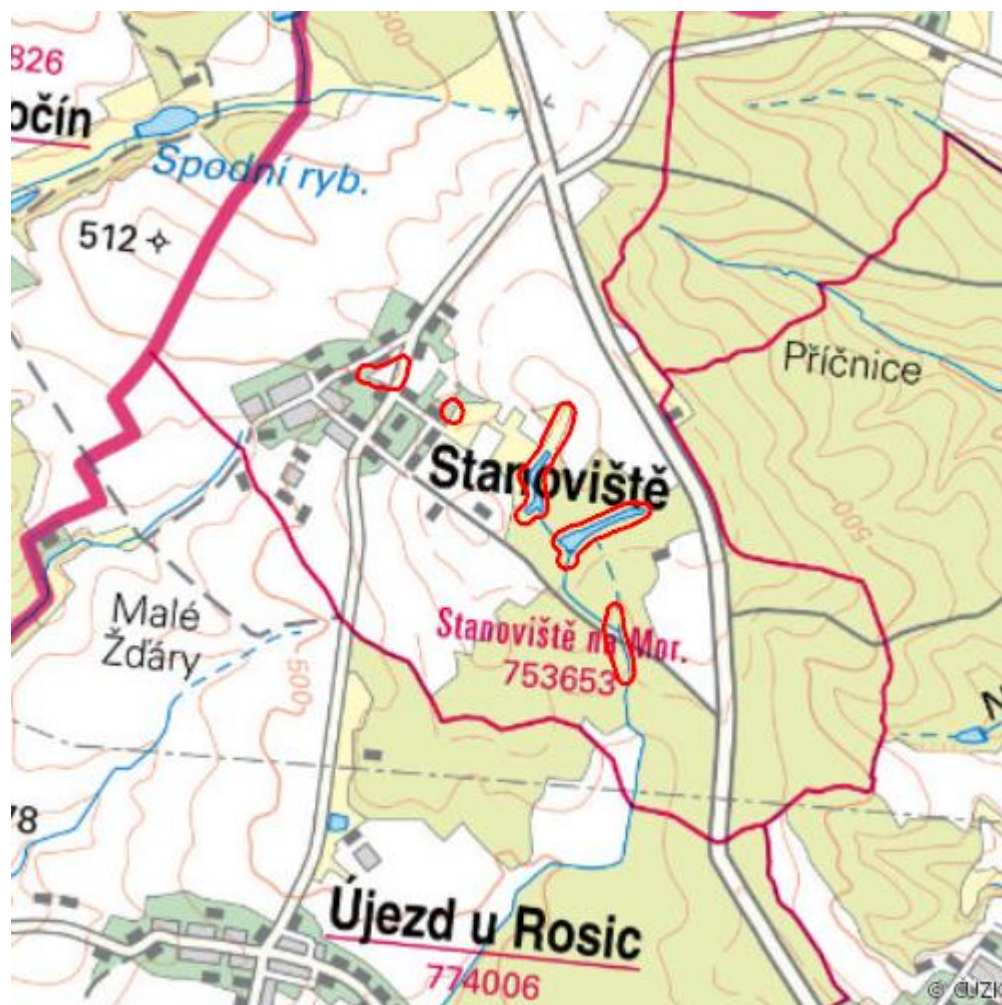 826
očín
Spodní ryb.
500
512
Příčnice
Stanoviště
500
Malé
Žďáry
Stanoviště na Mor.
753653
500
78
Újezd u Rosic
774006
© ČÚZK